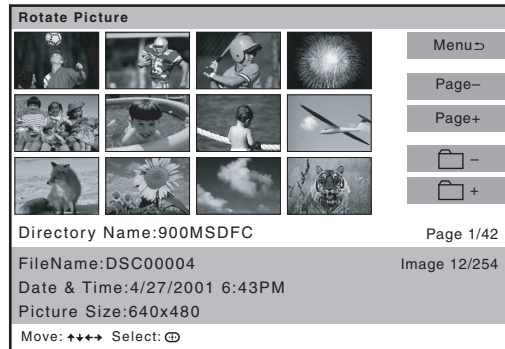 Rotate Picture
Menu
Page–
Page+
–
+
Directory Name:900MSDFC
Page 1/42
FileName:DSC00004
Image 12/254
Date & Time:4/27/2001 6:43PM
Picture Size:640x480
Move: ↑↓←→ Select: